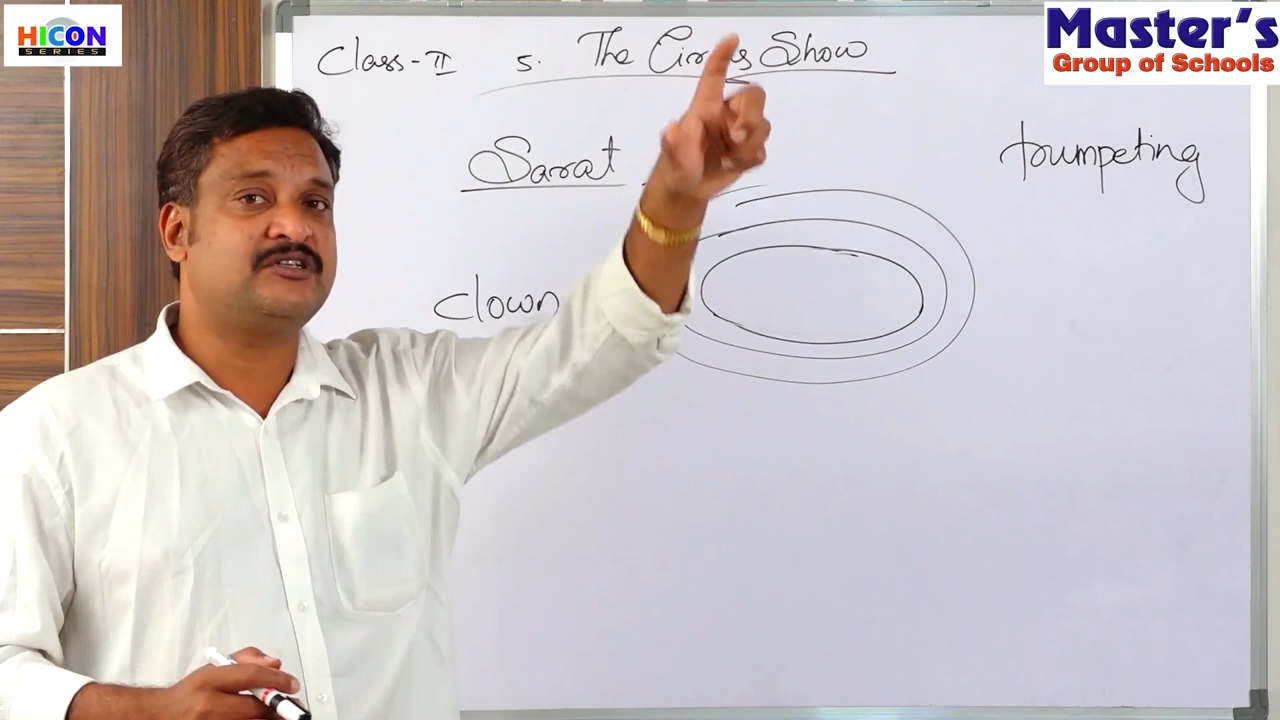 HICON
SERIES
Master's
Group of Schools
Class-II 5. The Circus Show
Sarat
trumpeting
Clown